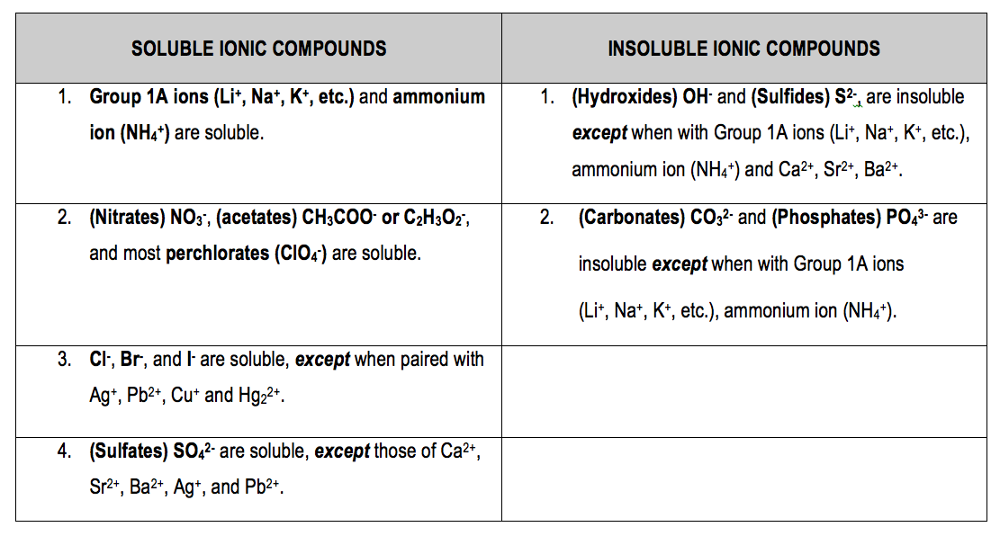 SOLUBLE IONIC COMPOUNDS
INSOLUBLE IONIC COMPOUNDS
1. Group 1A ions (Li⁺, Na⁺, K⁺, etc.) and ammonium
ion (NH₄⁺) are soluble.
1. (Hydroxides) OH⁻ and (Sulfides) S²⁻, are insoluble
except when with Group 1A ions (Li⁺, Na⁺, K⁺, etc.),
ammonium ion (NH₄⁺) and Ca²⁺, Sr²⁺, Ba²⁺.
2. (Nitrates) NO₃⁻, (acetates) CH₃COO⁻ or C₂H₃O₂⁻,
and most perchlorates (ClO₄⁻) are soluble.
2. (Carbonates) CO₃²⁻ and (Phosphates) PO₄³⁻ are
insoluble except when with Group 1A ions
(Li⁺, Na⁺, K⁺, etc.), ammonium ion (NH₄⁺).
3. Cl⁻, Br⁻, and I⁻ are soluble, except when paired with
Ag⁺, Pb²⁺, Cu⁺ and Hg₂²⁺.
4. (Sulfates) SO₄²⁻ are soluble, except those of Ca²⁺,
Sr²⁺, Ba²⁺, Ag⁺, and Pb²⁺.